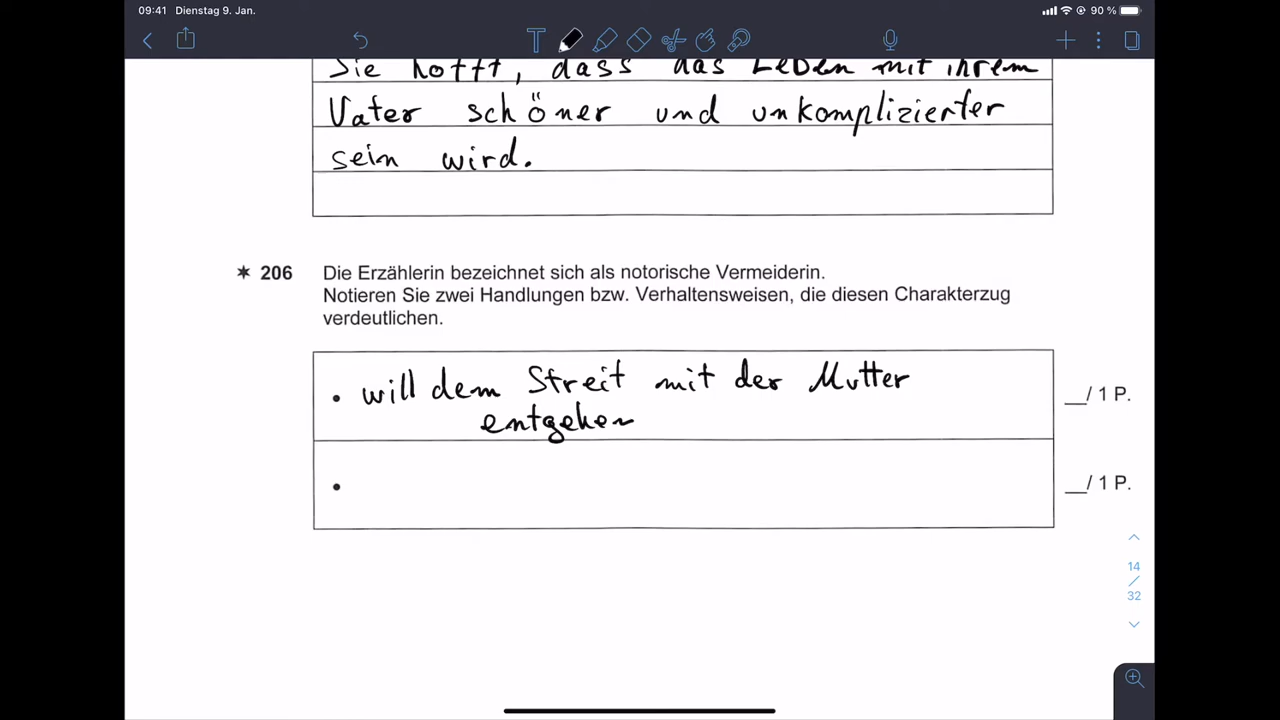 09:41 Dienstag 9. Jan.
90 %
T
Sie hofft, dass das Leben mit ihrem
Vater schöner und unkomplizierter
sein wird.
✶ 206 Die Erzählerin bezeichnet sich als notorische Vermeiderin.
Notieren Sie zwei Handlungen bzw. Verhaltensweisen, die diesen Charakterzug
verdeutlichen.
• will dem Streit mit der Mutter
entgehen
__/ 1 P.
•
__/ 1 P.
14
/
32